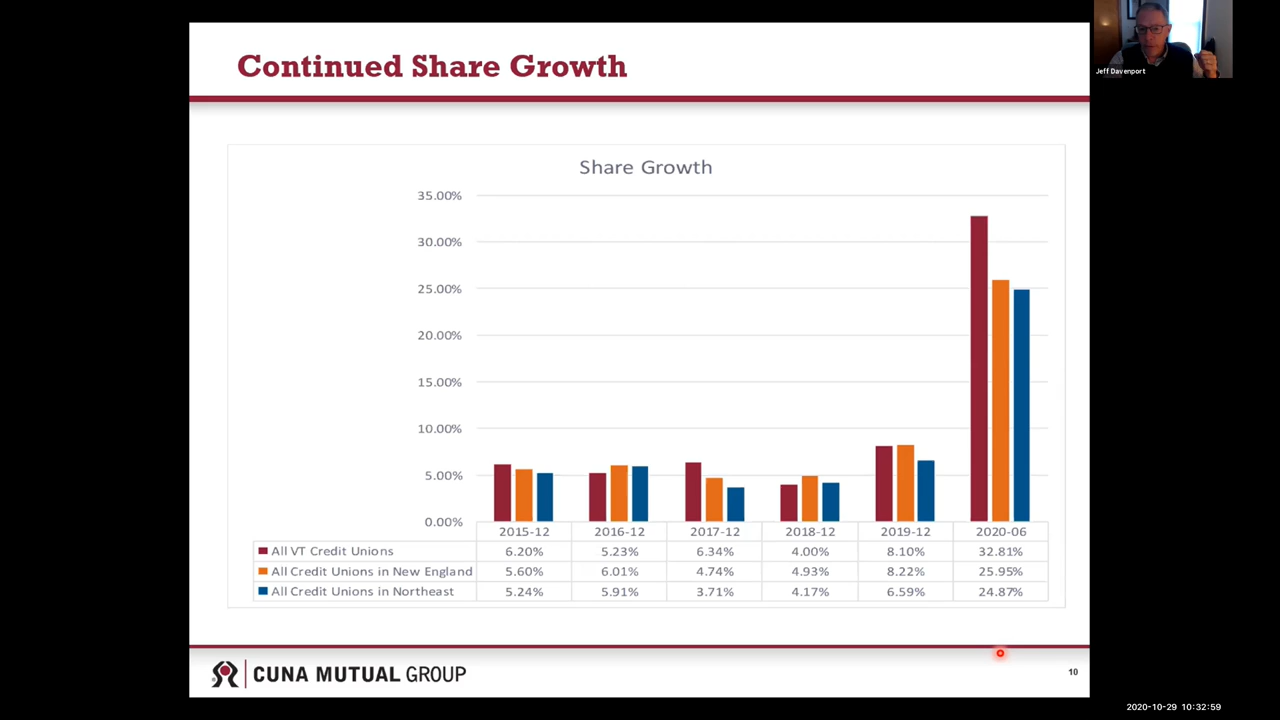 Continued Share Growth
Jeff Davenport
Share Growth
35.00%
30.00%
25.00%
20.00%
15.00%
10.00%
5.00%
0.00%
2015-12 2016-12 2017-12 2018-12 2019-12 2020-06
All VT Credit Unions 6.20% 5.23% 6.34% 4.00% 8.10% 32.81%
All Credit Unions in New England 5.60% 6.01% 4.74% 4.93% 8.22% 25.95%
All Credit Unions in Northeast 5.24% 5.91% 3.71% 4.17% 6.59% 24.87%
CUNA MUTUAL GROUP
10
2020-10-29 10:32:59